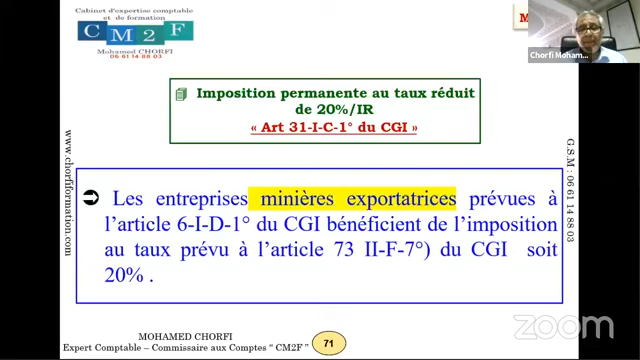 Cabinet d'expertise comptable
et de formation
CM2F
Mohamed CHORFI
06 61 14 88 03
M
Chorfi Moham...
Imposition permanente au taux réduit
de 20%/IR
« Art 31-I-C-1° du CGI »
www.chorfiformation.com
G.S.M : 06 61 14 88 03
Les entreprises minières exportatrices prévues à
l'article 6-I-D-1° du CGI bénéficient de l'imposition
au taux prévu à l'article 73 II-F-7°) du CGI soit
20% .
MOHAMED CHORFI
Expert Comptable – Commissaire aux Comptes " CM2F "
71
zoom